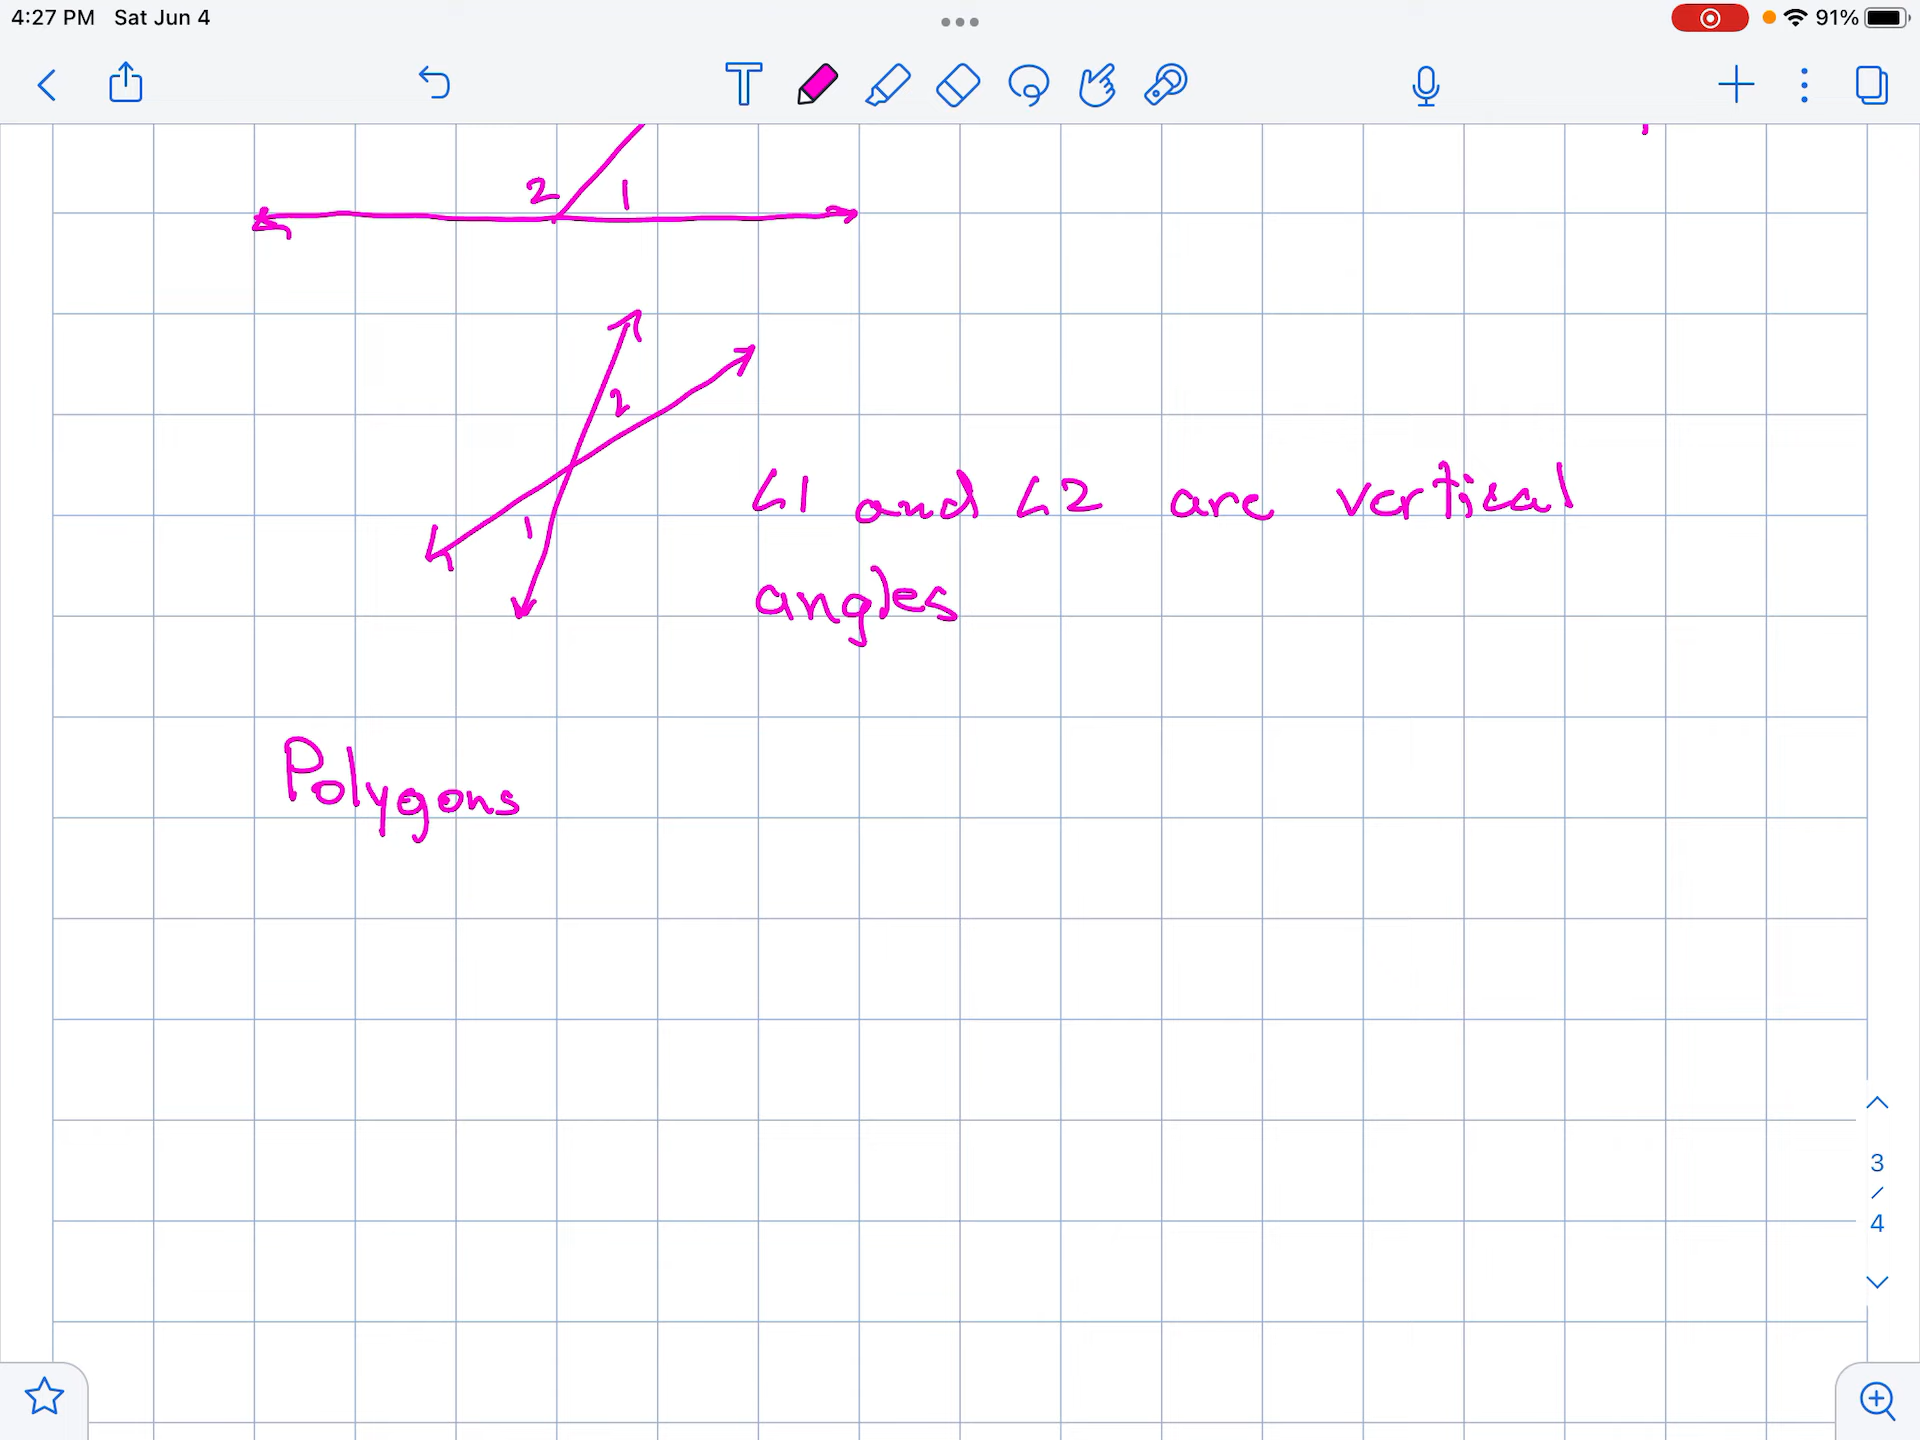 4:27 PM Sat Jun 4
91%
T
2 1
2
1
∠1 and ∠2 are vertical
angles
Polygons
3
/
4